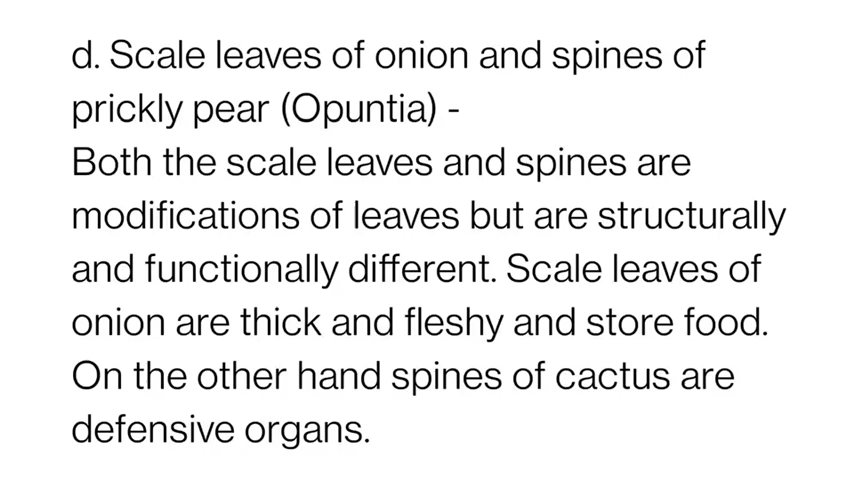 d. Scale leaves of onion and spines of
prickly pear (Opuntia) -
Both the scale leaves and spines are
modifications of leaves but are structurally
and functionally different. Scale leaves of
onion are thick and fleshy and store food.
On the other hand spines of cactus are
defensive organs.